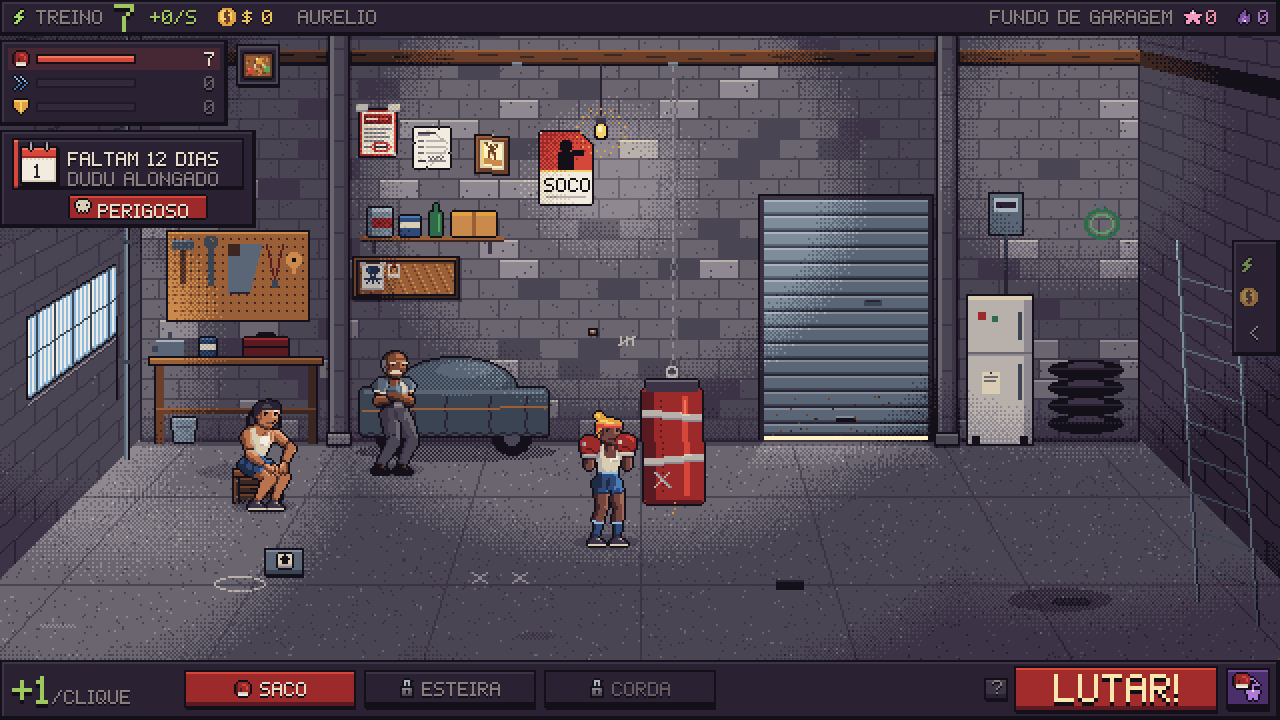 TREINO 7 +0/S $ 0 AURELIO
FUNDO DE GARAGEM 0 0
7
0
0
1
FALTAM 12 DIAS
DUDU ALONGADO
PERIGOSO
SOCO
+1/CLIQUE
SACO
ESTEIRA
CORDA
?
LUTAR!